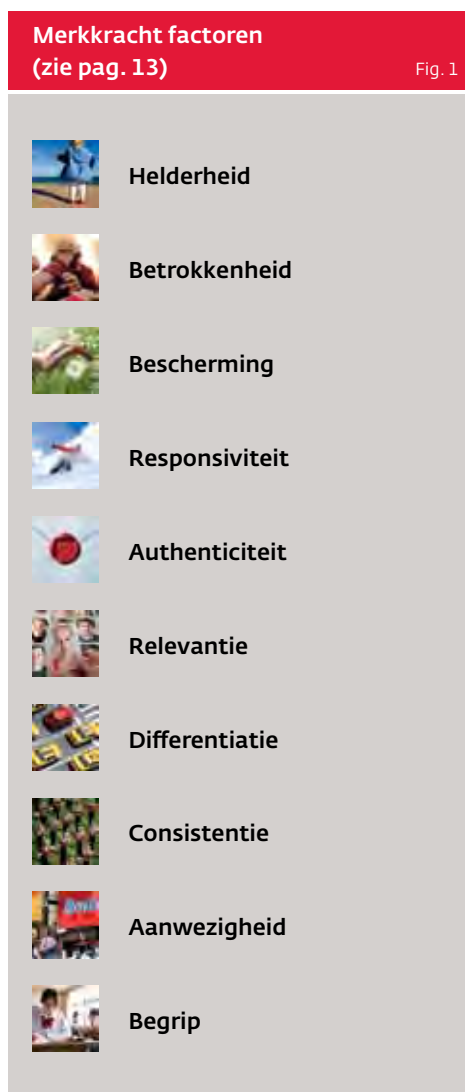 Merkkracht factoren
(zie pag. 13) Fig. 1
Helderheid
Betrokkenheid
Bescherming
Responsiviteit
Authenticiteit
Relevantie
Differentiatie
Consistentie
Aanwezigheid
Begrip